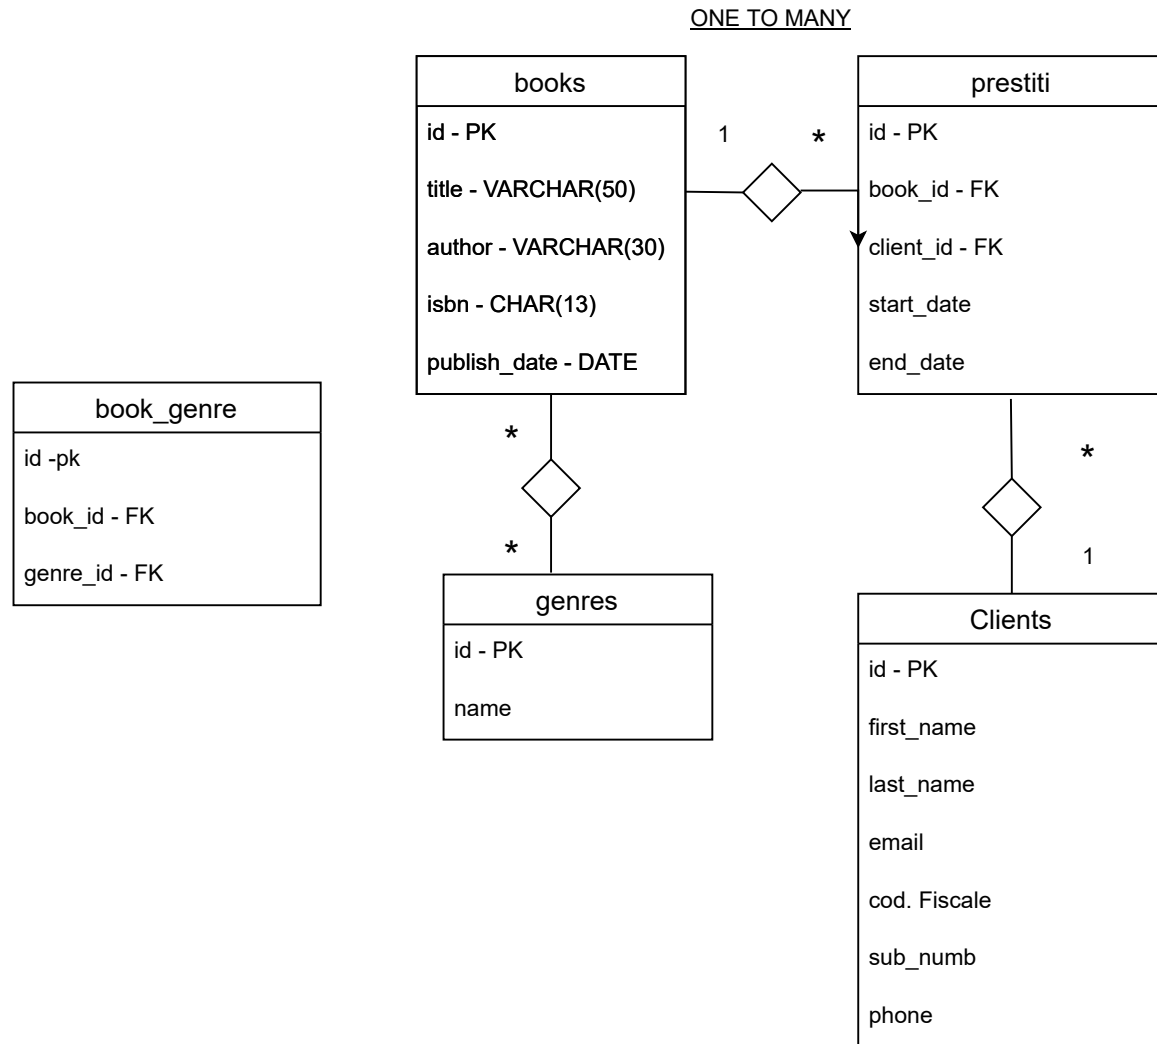 ONE TO MANY
books
id - PK
title - VARCHAR(50)
author - VARCHAR(30)
isbn - CHAR(13)
publish_date - DATE
1
*
prestiti
id - PK
book_id - FK
client_id - FK
start_date
end_date
book_genre
id -pk
book_id - FK
genre_id - FK
*
*
genres
id - PK
name
*
1
Clients
id - PK
first_name
last_name
email
cod. Fiscale
sub_numb
phone